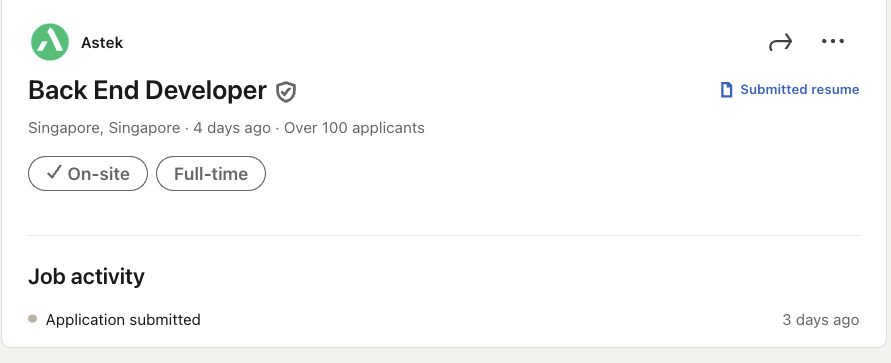 Astek
Back End Developer
Submitted resume
Singapore, Singapore · 4 days ago · Over 100 applicants
On-site
Full-time
Job activity
Application submitted
3 days ago